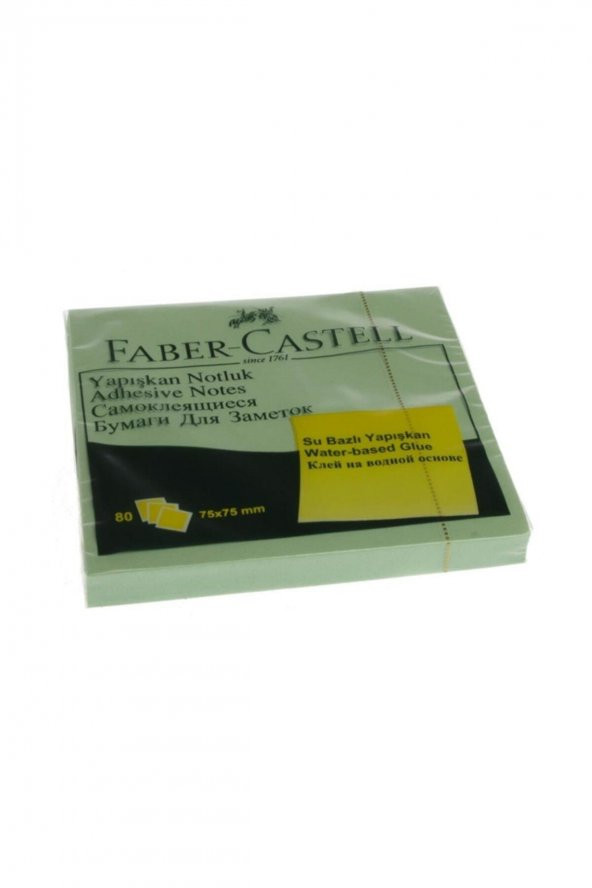 FABER-CASTELL
since 1761
Yapışkan Notluk
Adhesive Notes
Самоклеящиеся
Бумаги Для Заметок
Su Bazlı Yapışkan
Water-based Glue
Клей на водной основе
80 75x75 mm